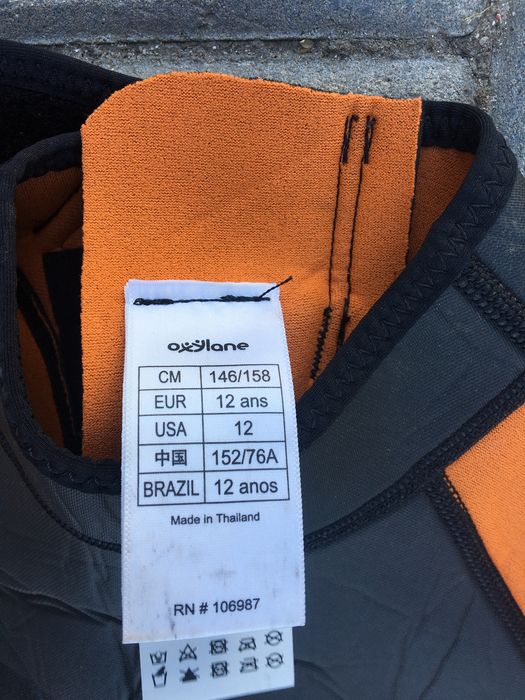 oxylane
CM 146/158
EUR 12 ans
USA 12
中国 152/76A
BRAZIL 12 anos
Made in Thailand
RN # 106987